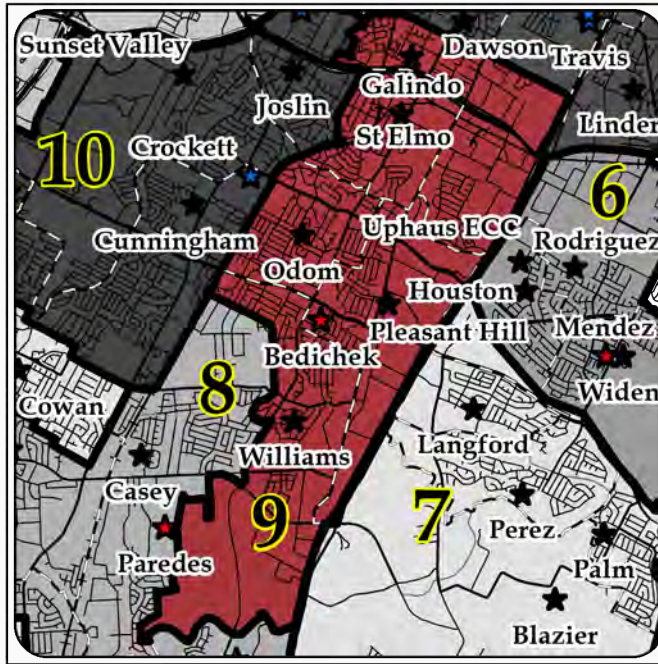 Sunset Valley
Dawson
Travis
Galindo
Joslin
Linder
St Elmo
10
Crockett
6
Cunningham
Uphaus ECC
Rodriguez
Odom
Houston
Mendez
Pleasant Hill
Bedichek
8
Widen
Cowan
Langford
Williams
Casey
9
7
Perez
Paredes
Palm
Blazier